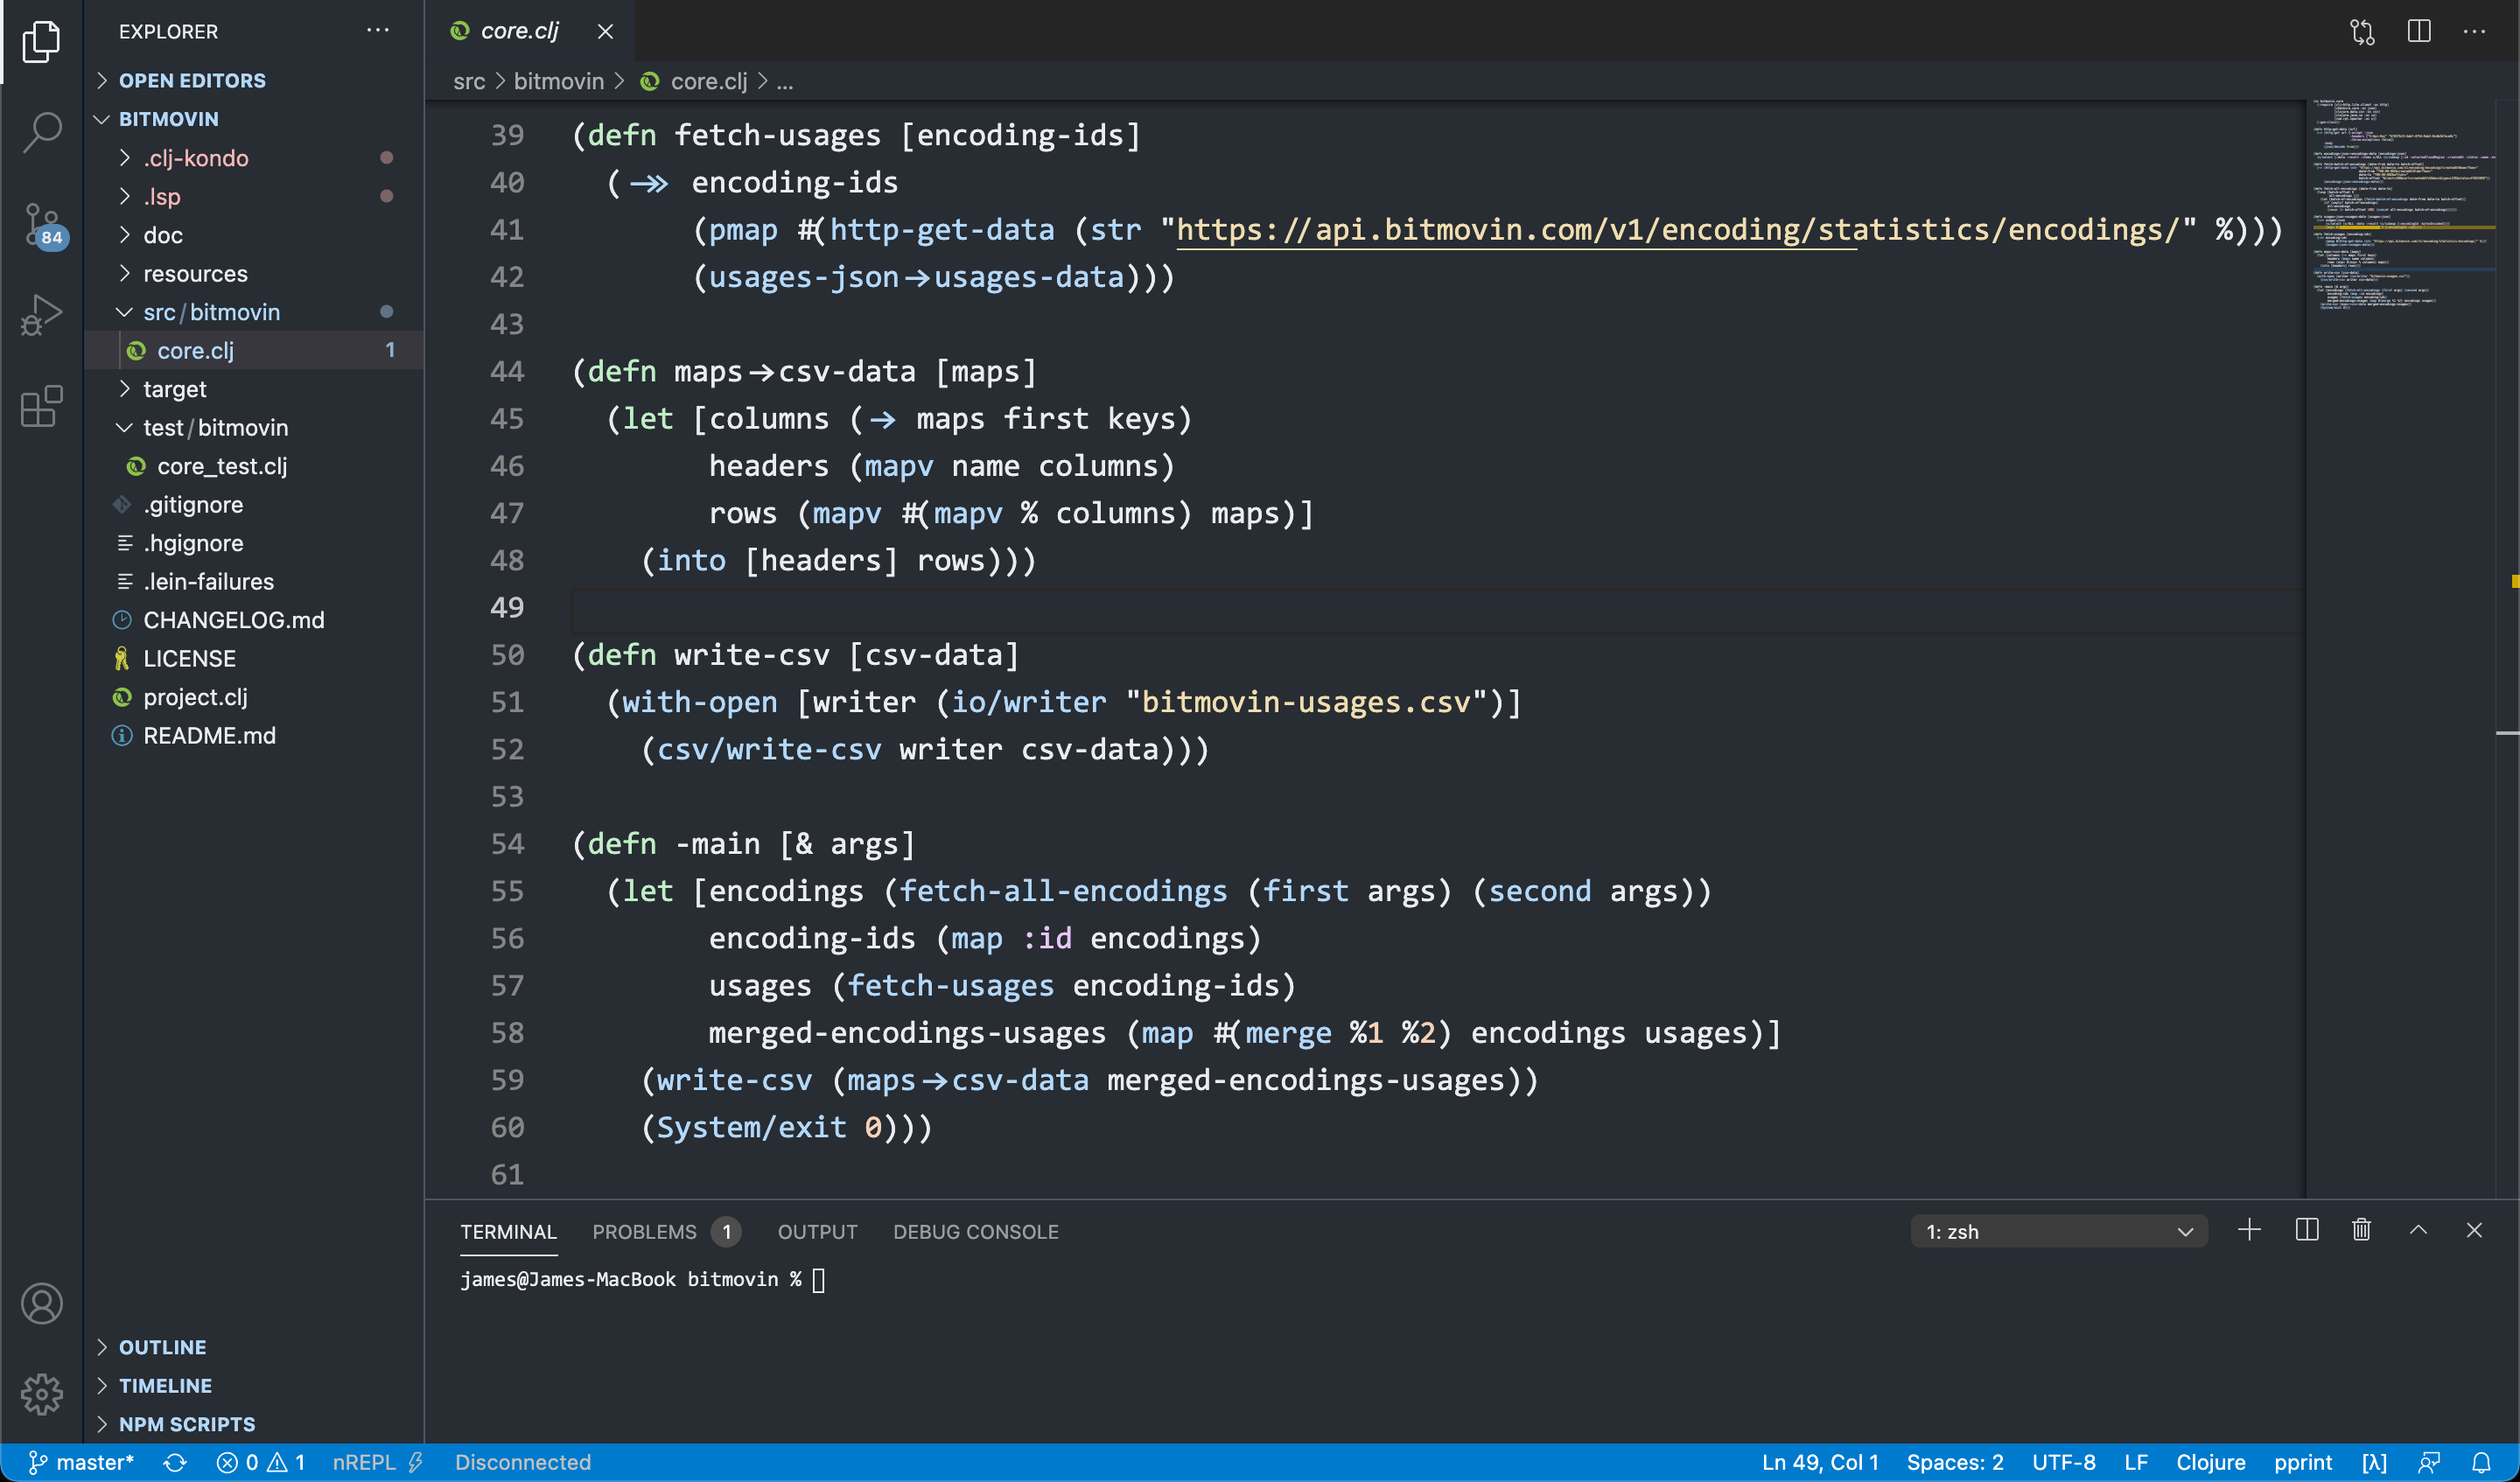 EXPLORER
OPEN EDITORS
BITMOVIN
.clj-kondo
.lsp
doc
resources
src/bitmovin
core.clj 1
target
test/bitmovin
core_test.clj
.gitignore
.hgignore
.lein-failures
CHANGELOG.md
LICENSE
project.clj
README.md
OUTLINE
TIMELINE
NPM SCRIPTS
84
core.clj
src > bitmovin > core.clj > ...
39 (defn fetch-usages [encoding-ids]
40 (->> encoding-ids
41 (pmap #(http-get-data (str "https://api.bitmovin.com/v1/encoding/statistics/encodings/" %)))
42 (usages-json->usages-data)))
43
44 (defn maps->csv-data [maps]
45 (let [columns (-> maps first keys)
46 headers (mapv name columns)
47 rows (mapv #(mapv % columns) maps)]
48 (into [headers] rows)))
49
50 (defn write-csv [csv-data]
51 (with-open [writer (io/writer "bitmovin-usages.csv")]
52 (csv/write-csv writer csv-data)))
53
54 (defn -main [& args]
55 (let [encodings (fetch-all-encodings (first args) (second args))
56 encoding-ids (map :id encodings)
57 usages (fetch-usages encoding-ids)
58 merged-encodings-usages (map #(merge %1 %2) encodings usages)]
59 (write-csv (maps->csv-data merged-encodings-usages))
60 (System/exit 0)))
61
TERMINAL PROBLEMS 1 OUTPUT DEBUG CONSOLE 1: zsh
james@James-MacBook bitmovin %
master* 0 1 nREPL Disconnected Ln 49, Col 1 Spaces: 2 UTF-8 LF Clojure pprint [λ]